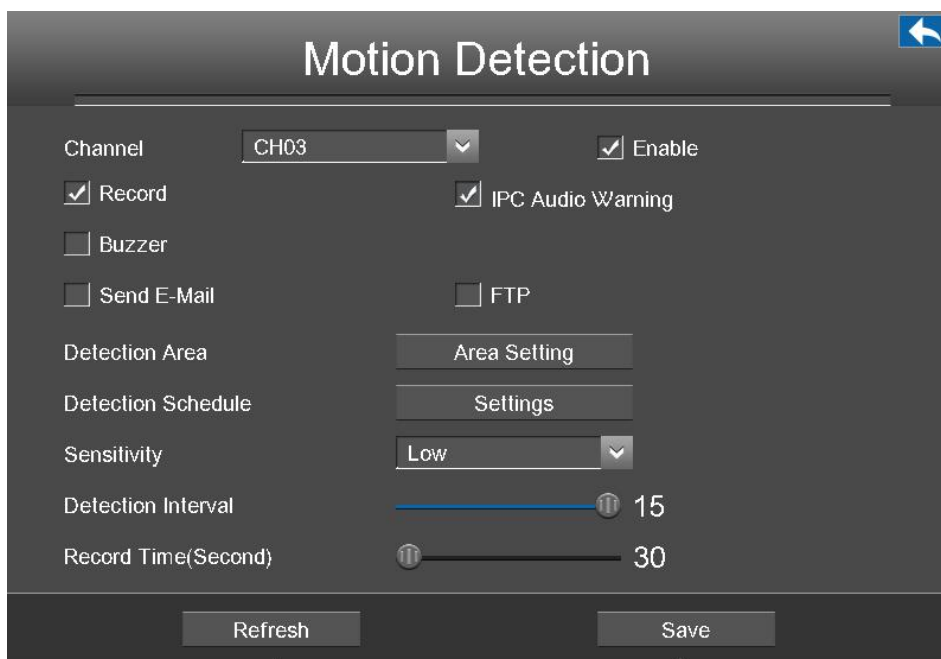 Motion Detection
Channel CH03 Enable
Record IPC Audio Warning
Buzzer
Send E-Mail FTP
Detection Area Area Setting
Detection Schedule Settings
Sensitivity Low
Detection Interval 15
Record Time(Second) 30
Refresh Save